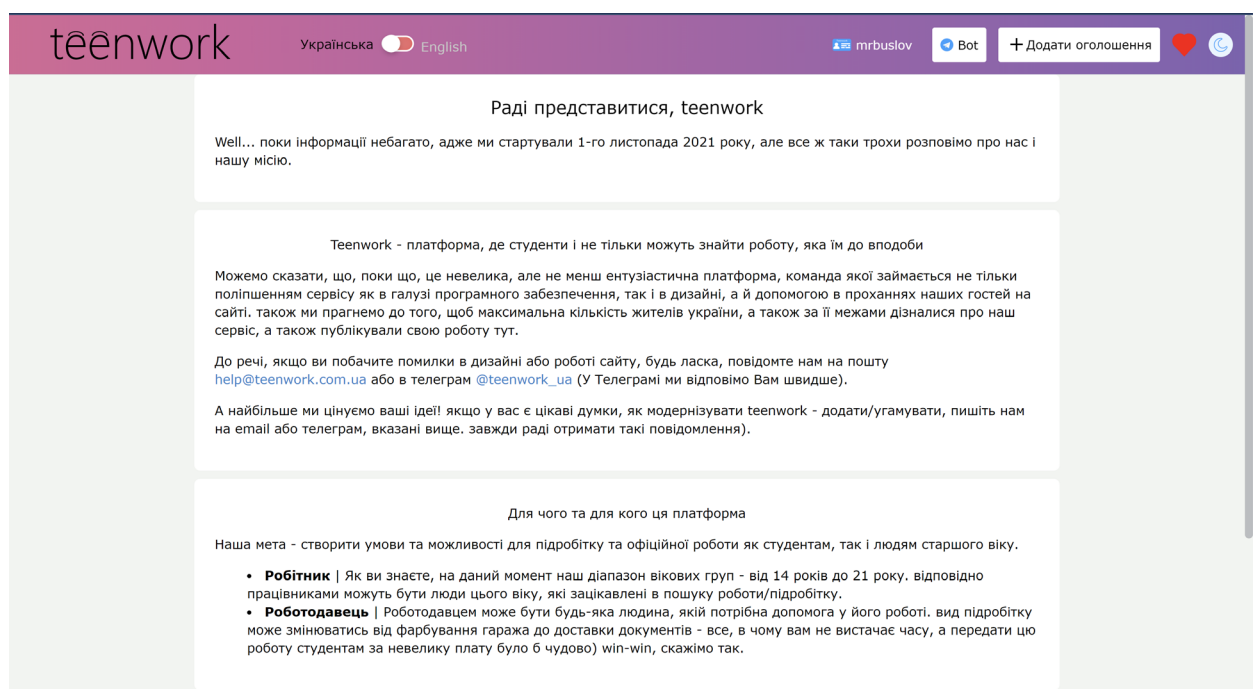 têênwork
Українська English
mrbuslov
Bot
+ Додати оголошення
Раді представитися, teenwork
Well... поки інформації небагато, адже ми стартували 1-го листопада 2021 року, але все ж таки трохи розповімо про нас і
нашу місію.
Teenwork - платформа, де студенти і не тільки можуть знайти роботу, яка їм до вподоби
Можемо сказати, що, поки що, це невелика, але не менш ентузіастична платформа, команда якої займається не тільки
поліпшенням сервісу як в галузі програмного забезпечення, так і в дизайні, а й допомогою в проханнях наших гостей на
сайті. також ми прагнемо до того, щоб максимальна кількість жителів україни, а також за її межами дізналися про наш
сервіс, а також публікували свою роботу тут.
До речі, якщо ви побачите помилки в дизайні або роботі сайту, будь ласка, повідомте нам на пошту
help@teenwork.com.ua або в телеграм @teenwork_ua (У Телеграмі ми відповімо Вам швидше).
А найбільше ми цінуємо ваші ідеї! якщо у вас є цікаві думки, як модернізувати teenwork - додати/угамувати, пишіть нам
на email або телеграм, вказані вище. завжди раді отримати такі повідомлення).
Для чого та для кого ця платформа
Наша мета - створити умови та можливості для підробітку та офіційної роботи як студентам, так і людям старшого віку.
• Робітник | Як ви знаєте, на даний момент наш діапазон вікових груп - від 14 років до 21 року. відповідно
працівниками можуть бути люди цього віку, які зацікавлені в пошуку роботи/підробітку.
• Роботодавець | Роботодавцем може бути будь-яка людина, якій потрібна допомога у його роботі. вид підробітку
може змінюватись від фарбування гаража до доставки документів - все, в чому вам не вистачає часу, а передати цю
роботу студентам за невелику плату було б чудово) win-win, скажімо так.